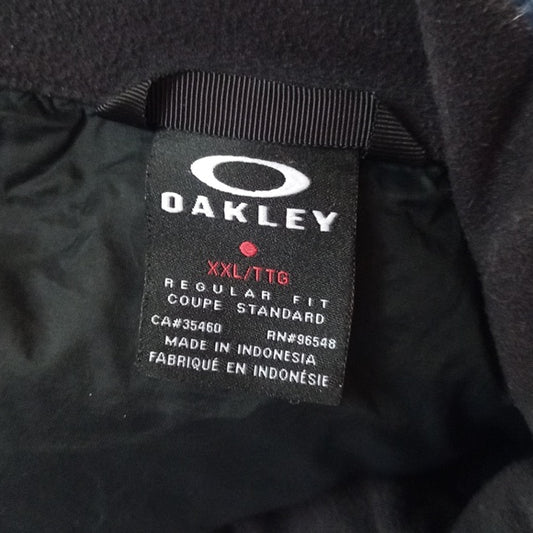 OAKLEY
XXL/TTG
REGULAR FIT
COUPE STANDARD
CA#35460 RN#96548
MADE IN INDONESIA
FABRIQUÉ EN INDONÉSIE